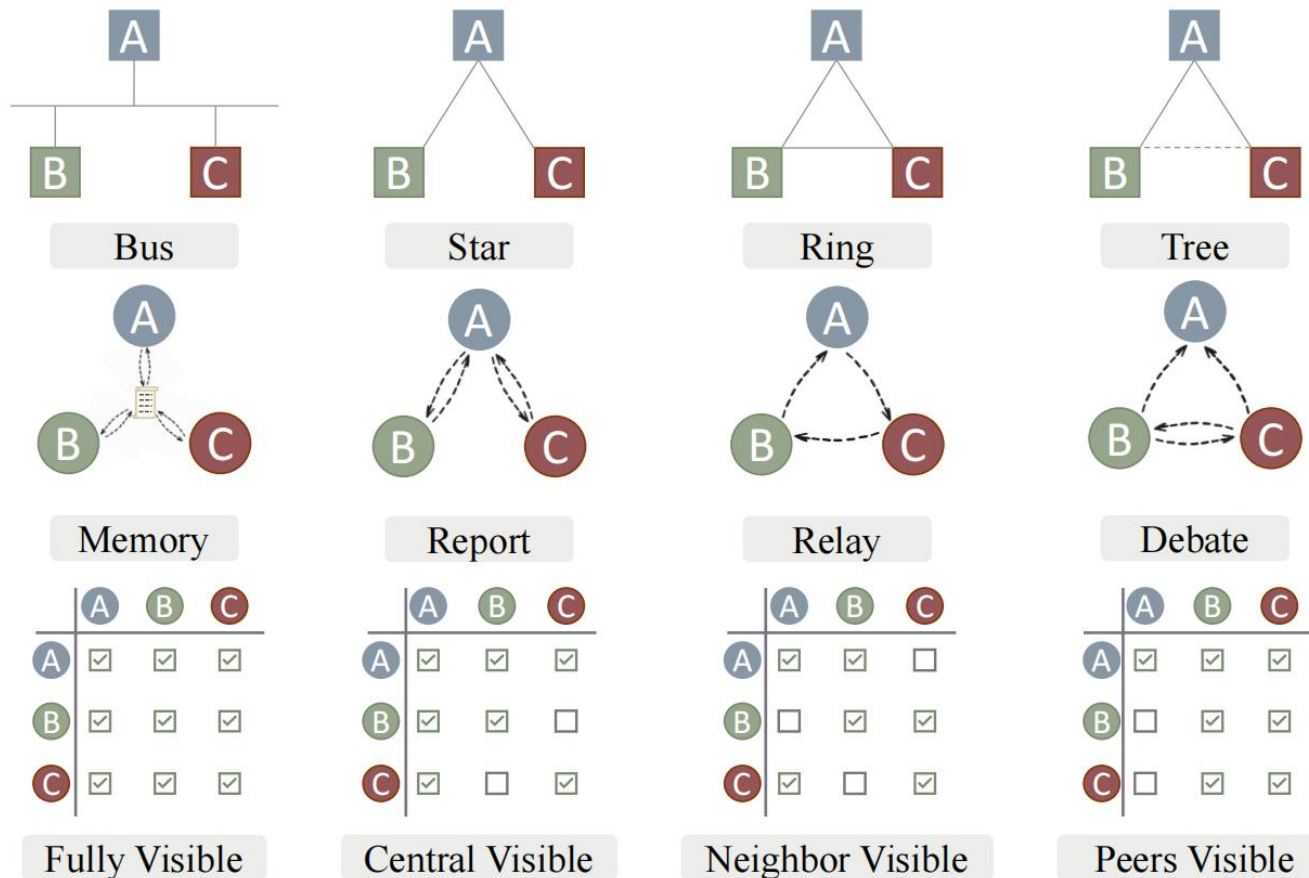 A A A A
B C B C B C B C
Bus Star Ring Tree
A A A A
B C B C B C B C
Memory Report Relay Debate
A B C A B C A B C A B C
A A A A
B B B B
C C C C
Fully Visible Central Visible Neighbor Visible Peers Visible